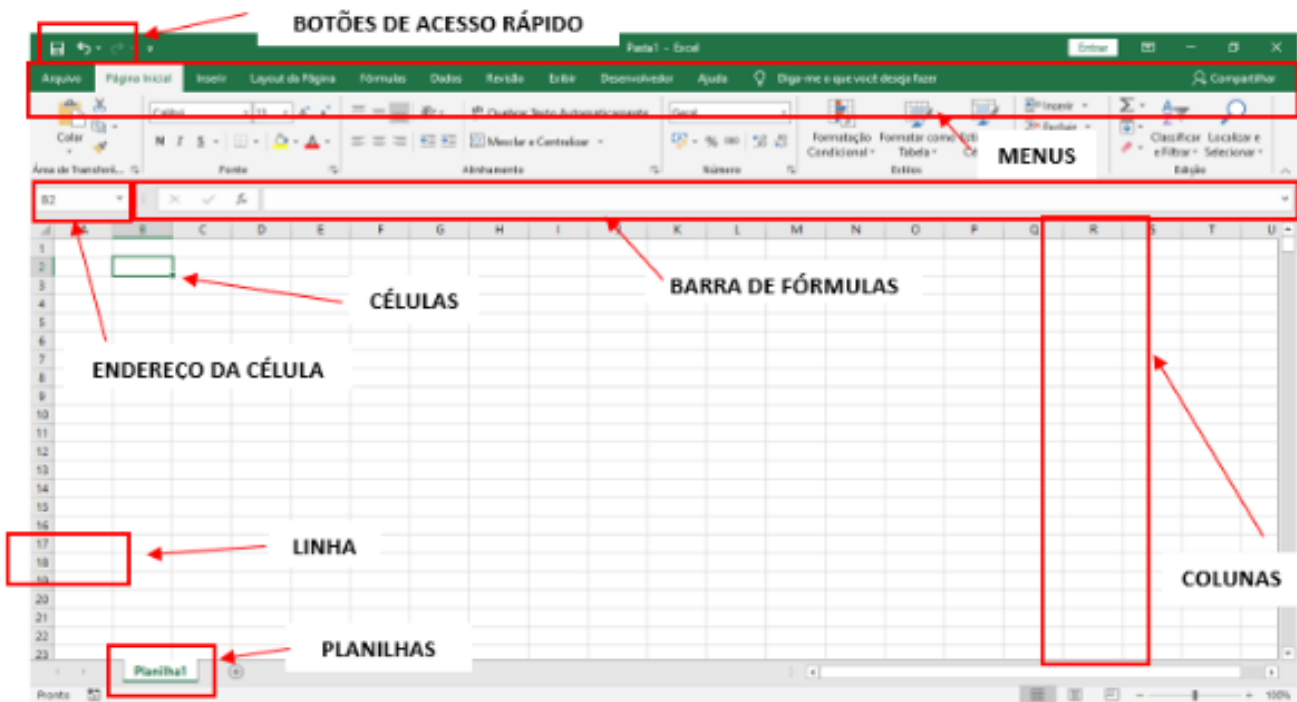 BOTÕES DE ACESSO RÁPIDO
Pasta1 - Excel
Entrar
Arquivo Página Inicial Inserir Layout da Página Fórmulas Dados Revisão Exibir Desenvolvedor Ajuda Diga-me o que você deseja fazer Compartilhar
Calibri 11 Quebrar Texto Automaticamente Geral Inserir
Colar N I S Mesclar e Centralizar % 000 Formatação Condicional Formatar como Tabela Classificar e Filtrar Localizar e Selecionar
MENUS
Área de Transferê... Fonte Alinhamento Número Estilos Edição
B2 fx
A B C D E F G H I K L M N O P Q R S T U
1
2
3
CÉLULAS
BARRA DE FÓRMULAS
4
5
6
7
ENDEREÇO DA CÉLULA
8
9
10
11
12
13
14
15
16
17
LINHA
18
19
COLUNAS
20
21
22
PLANILHAS
23
Planilha1
Pronto
100%